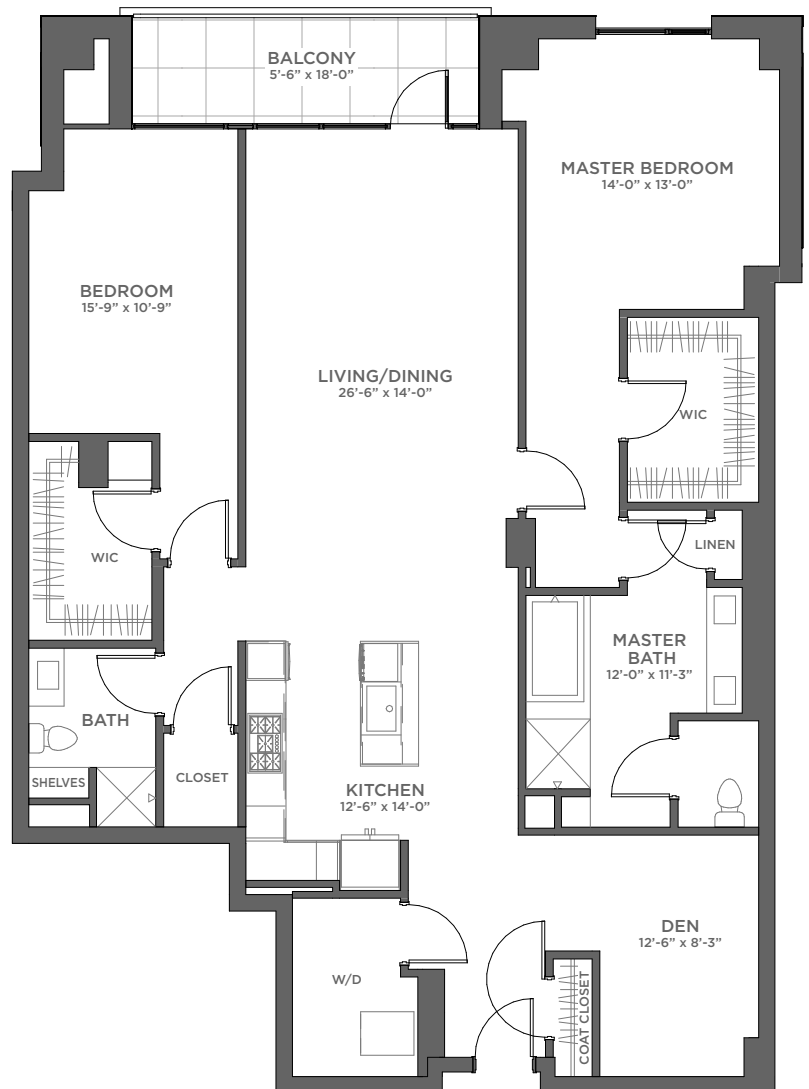 BALCONY
5'-6" x 18'-0"
MASTER BEDROOM
14'-0" x 13'-0"
BEDROOM
15'-9" x 10'-9"
LIVING/DINING
26'-6" x 14'-0"
WIC
WIC
LINEN
MASTER
BATH
12'-0" x 11'-3"
BATH
SHELVES
CLOSET
KITCHEN
12'-6" x 14'-0"
DEN
12'-6" x 8'-3"
W/D
COAT CLOSET